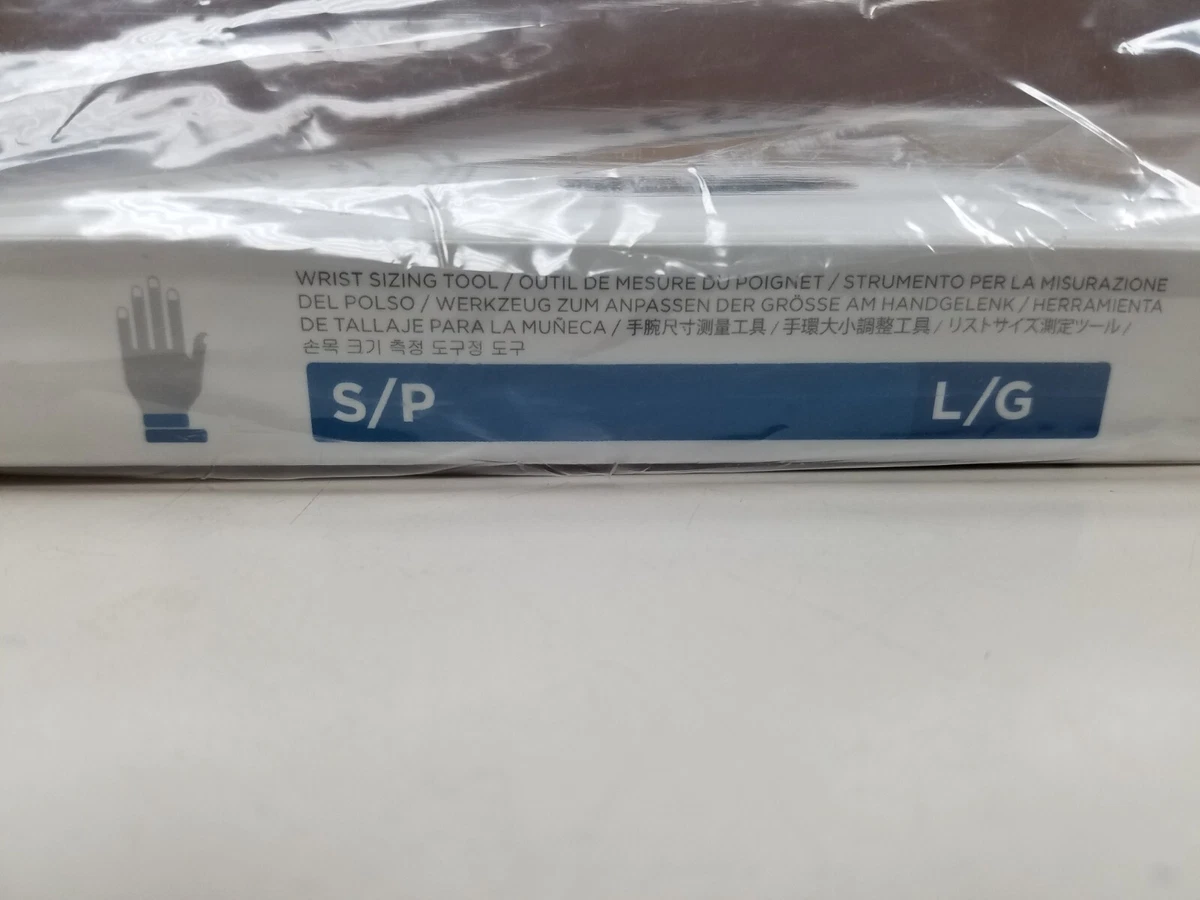 WRIST SIZING TOOL / OUTIL DE MESURE DU POIGNET / STRUMENTO PER LA MISURAZIONE
DEL POLSO / WERKZEUG ZUM ANPASSEN DER GRÖSSE AM HANDGELENK / HERRAMIENTA
DE TALLAJE PARA LA MUÑECA / 手腕尺寸测量工具 / 手環大小調整工具 / リストサイズ測定ツール /
손목 크기 측정 도구정 도구
S/P L/G